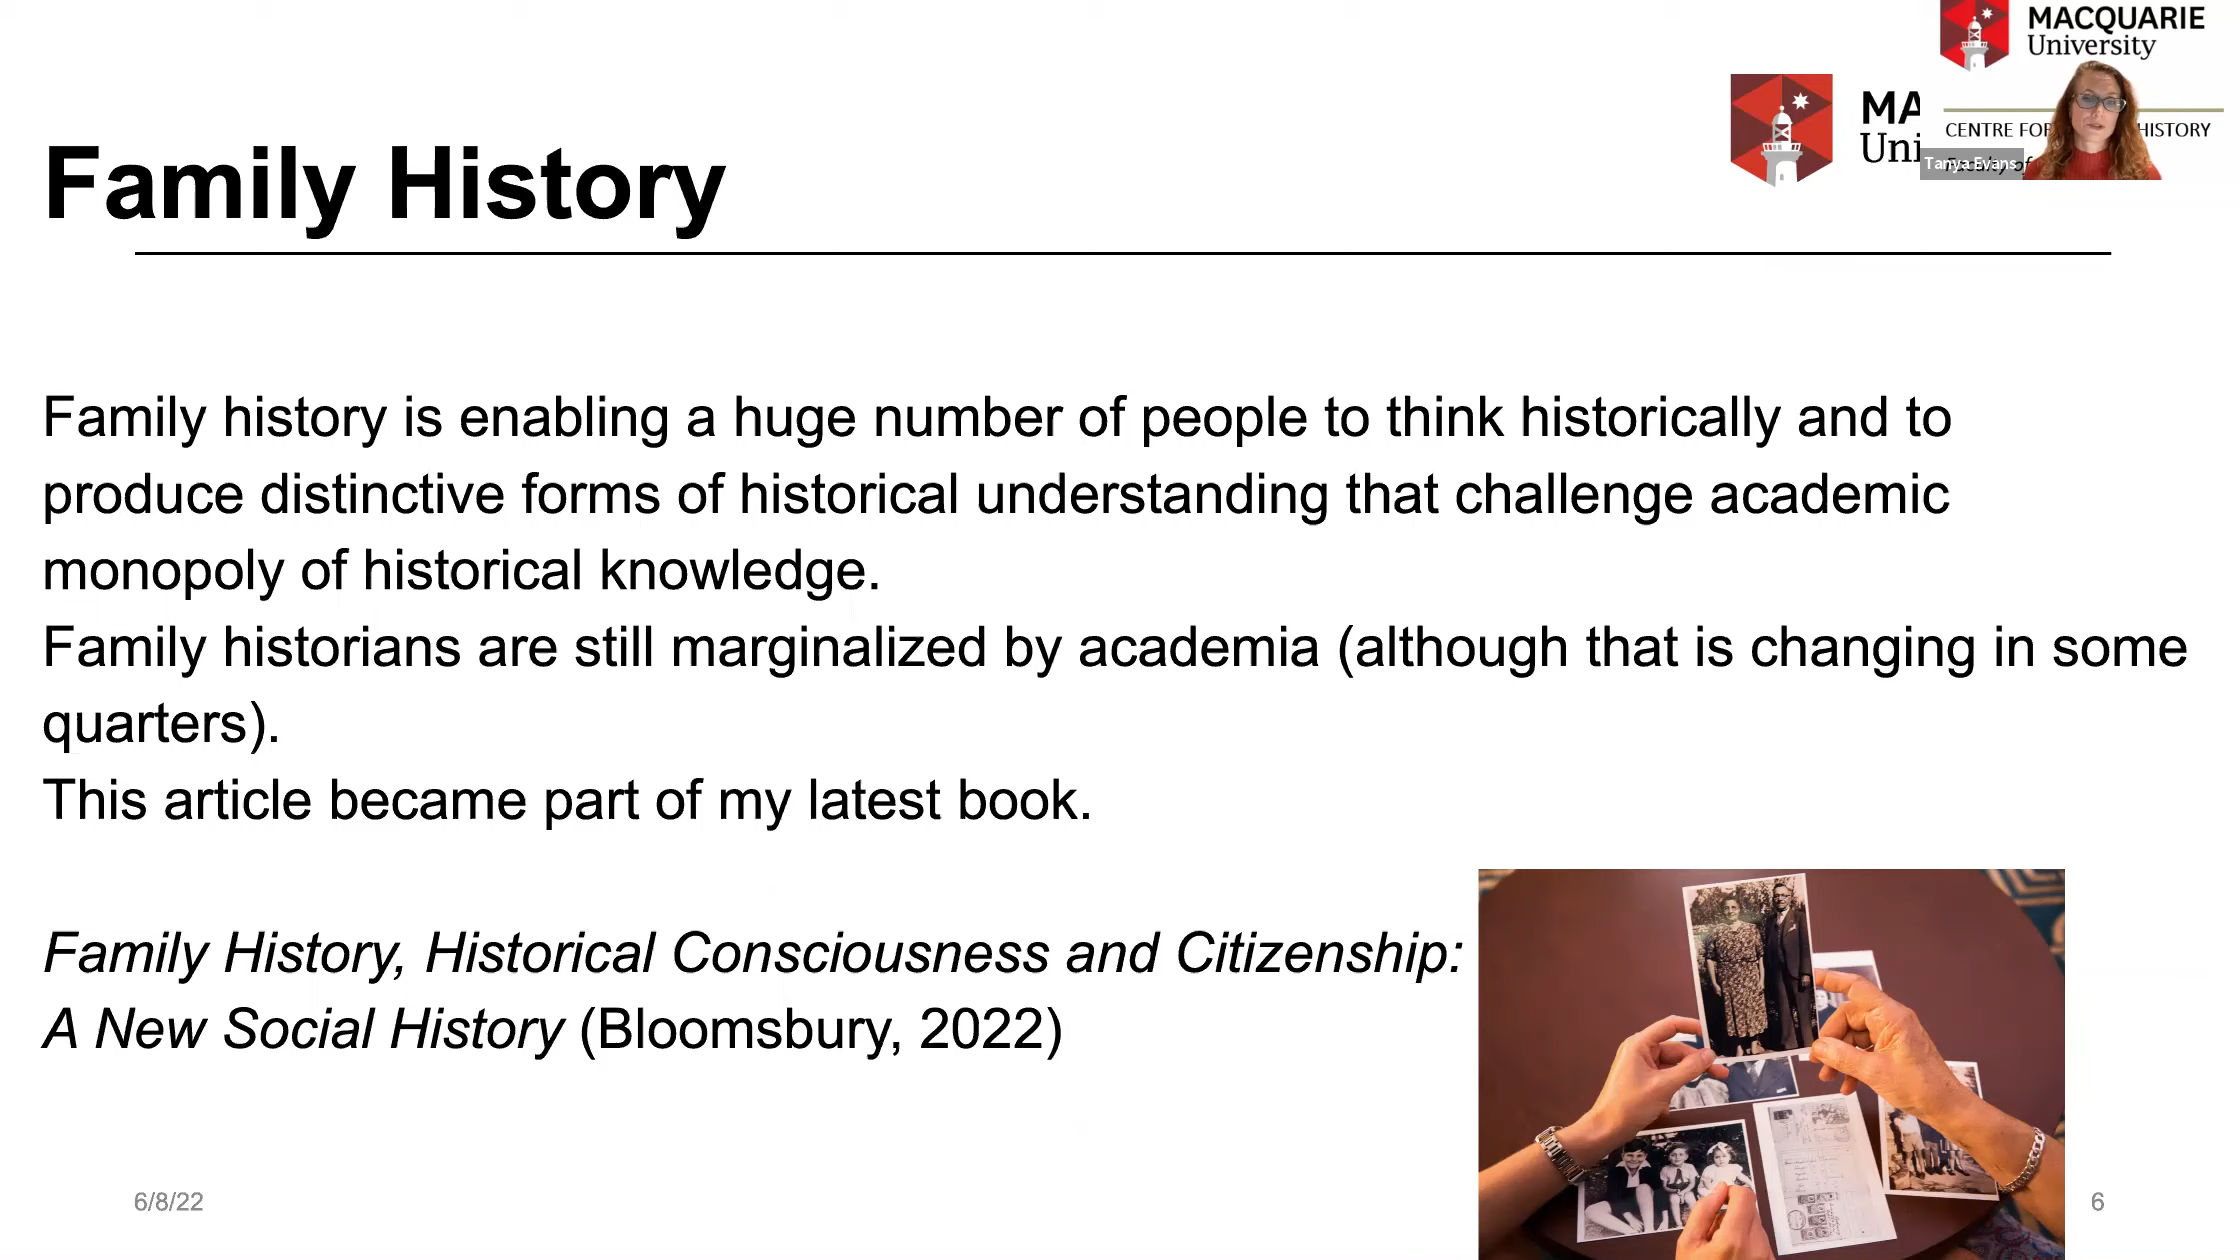 MACQUARIE
University
MA
Uni
CENTRE FOR HISTORY
Tanya Evans
Family History
Family history is enabling a huge number of people to think historically and to
produce distinctive forms of historical understanding that challenge academic
monopoly of historical knowledge.
Family historians are still marginalized by academia (although that is changing in some
quarters).
This article became part of my latest book.
Family History, Historical Consciousness and Citizenship:
A New Social History (Bloomsbury, 2022)
6/8/22
6